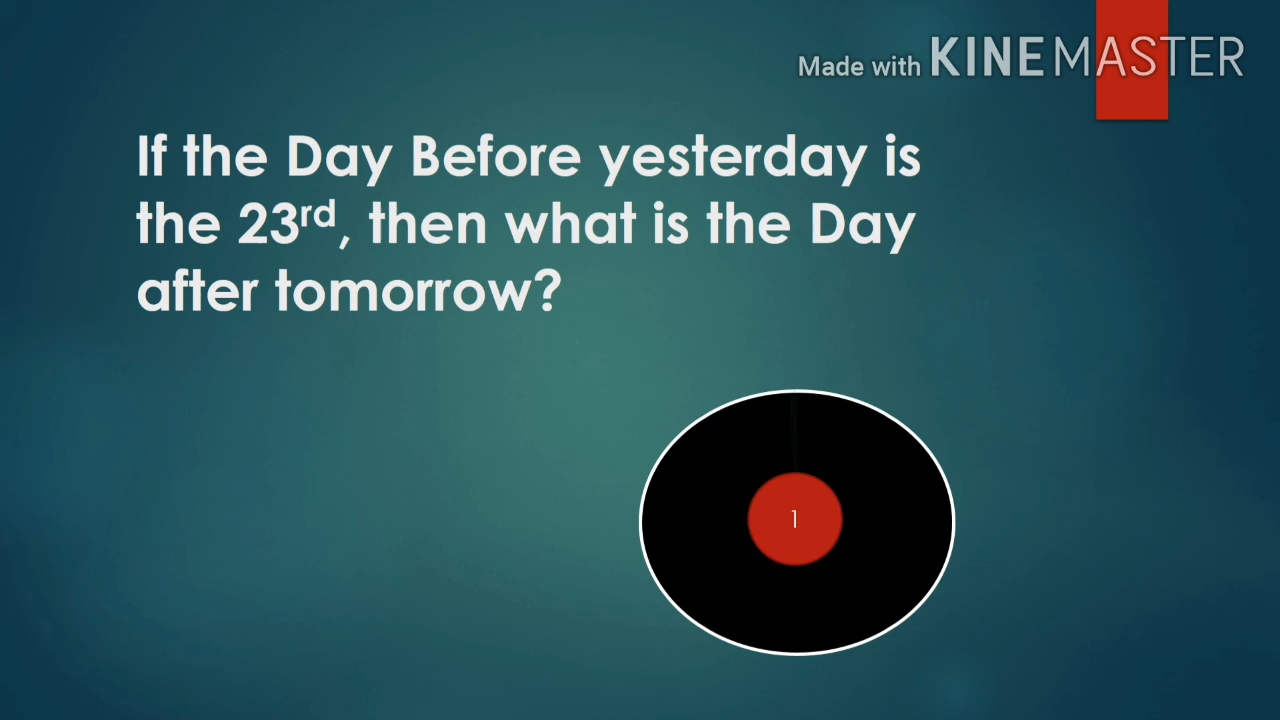 Made with KINEMASTER
If the Day Before yesterday is
the 23rd, then what is the Day
after tomorrow?
1